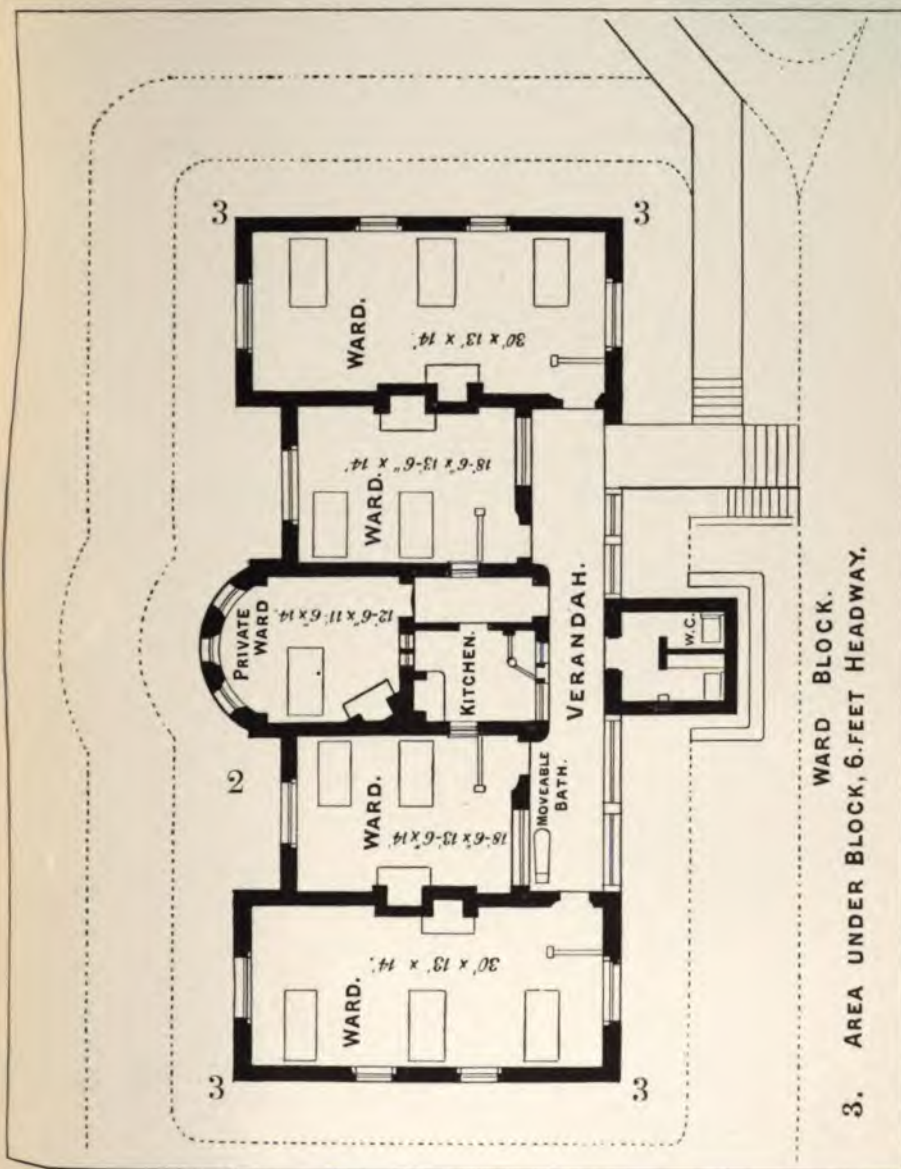 3
2
3
PRIVATE
WARD
12'-6" x 11'-6" x 14'.
WARD.
30' x 13' x 14'.
WARD.
18'-6" x 13'-6" x 14'
WARD.
18'-6" x 13'-6" x 14'
WARD.
30' x 13' x 14'.
KITCHEN.
MOVEABLE
BATH.
VERANDAH.
3
3
W.C.
WARD BLOCK.
3. AREA UNDER BLOCK, 6.FEET HEADWAY.